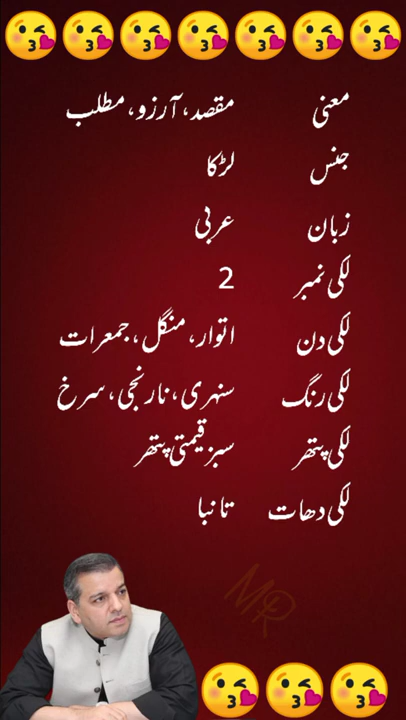 معنی مقصد، آرزو، مطلب
جنس لڑکا
زبان عربی
لکی نمبر 2
لکی دن اتوار، منگل، جمعرات
لکی رنگ سنہری، نارنجی، سرخ
لکی پتھر سبز قیمتی پتھر
لکی دھات تانبا
MR